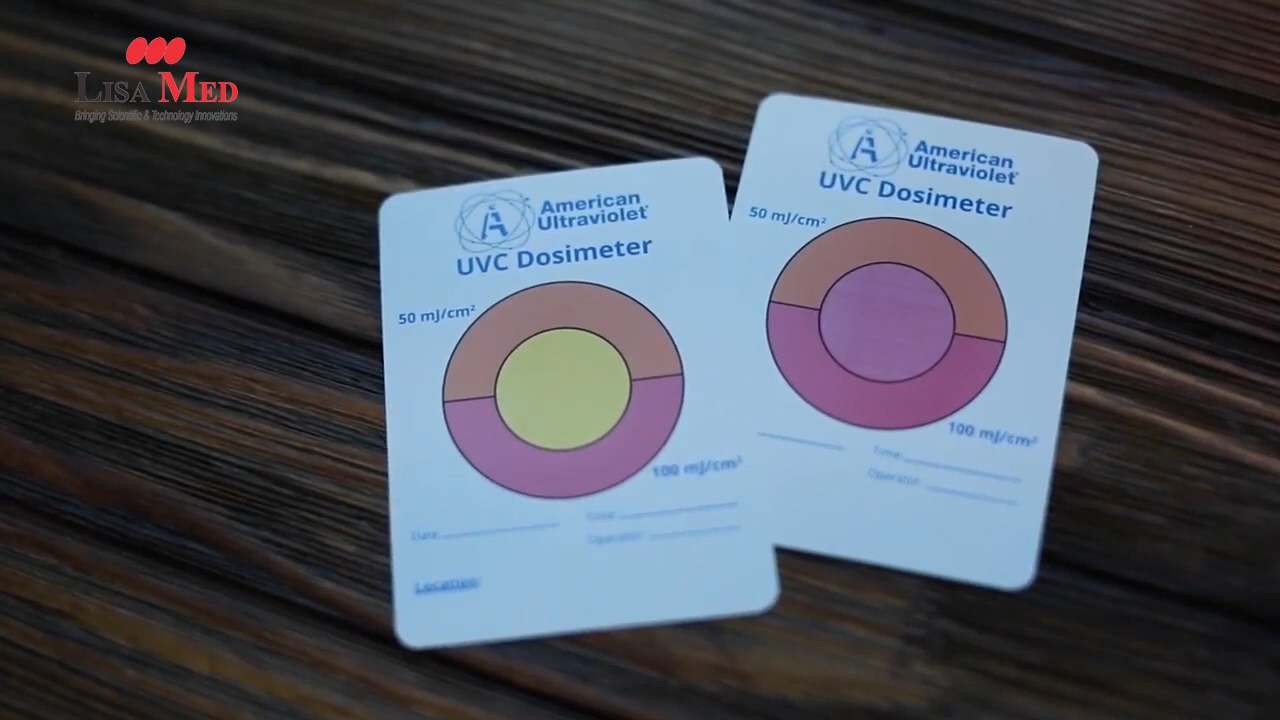 LISA MED
Bringing Scientific & Technology Innovations
American
Ultraviolet
UVC Dosimeter
50 mJ/cm²
100 mJ/cm²
Date:
Time:
Operator:
Location:
American
Ultraviolet
UVC Dosimeter
50 mJ/cm²
100 mJ/cm²
Time:
Operator: